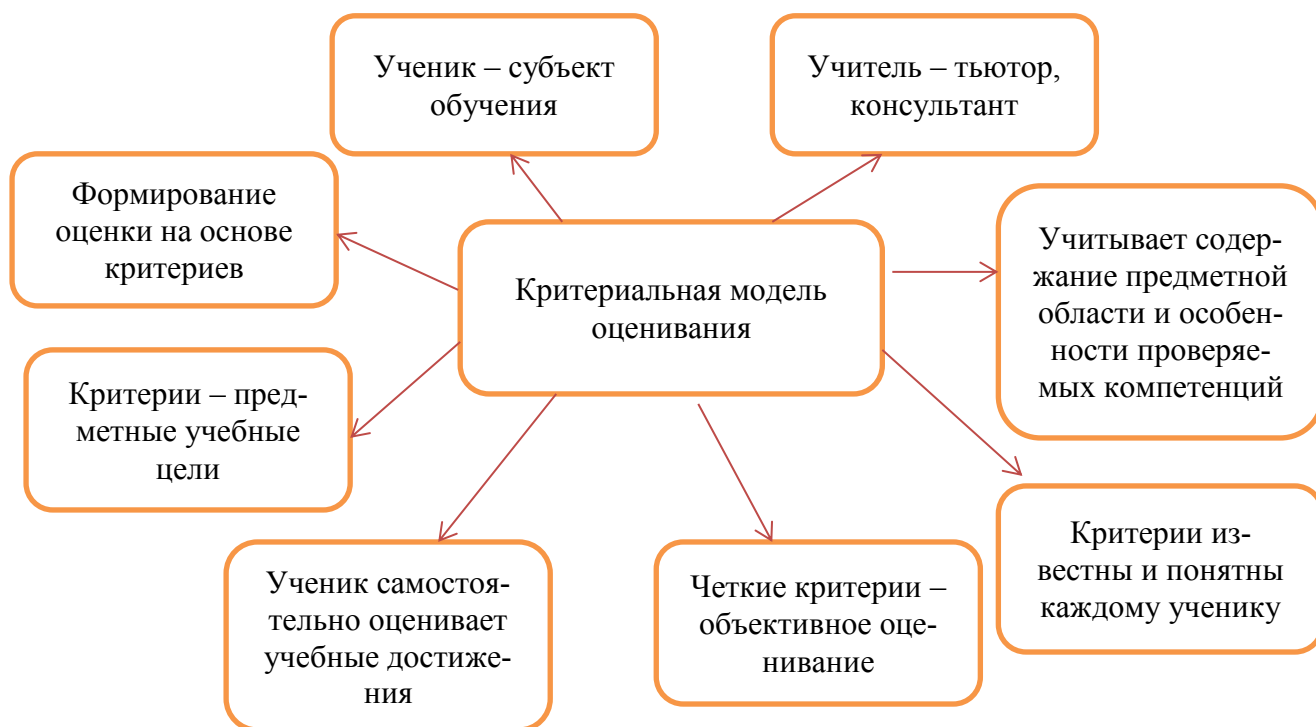 Ученик – субъект
обучения
Учитель – тьютор,
консультант
Формирование
оценки на основе
критериев
Критериальная модель
оценивания
Учитывает содер-
жание предметной
области и особен-
ности проверяе-
мых компетенций
Критерии – пред-
метные учебные
цели
Ученик самостоя-
тельно оценивает
учебные достиже-
ния
Четкие критерии –
объективное оце-
нивание
Критерии из-
вестны и понятны
каждому ученику